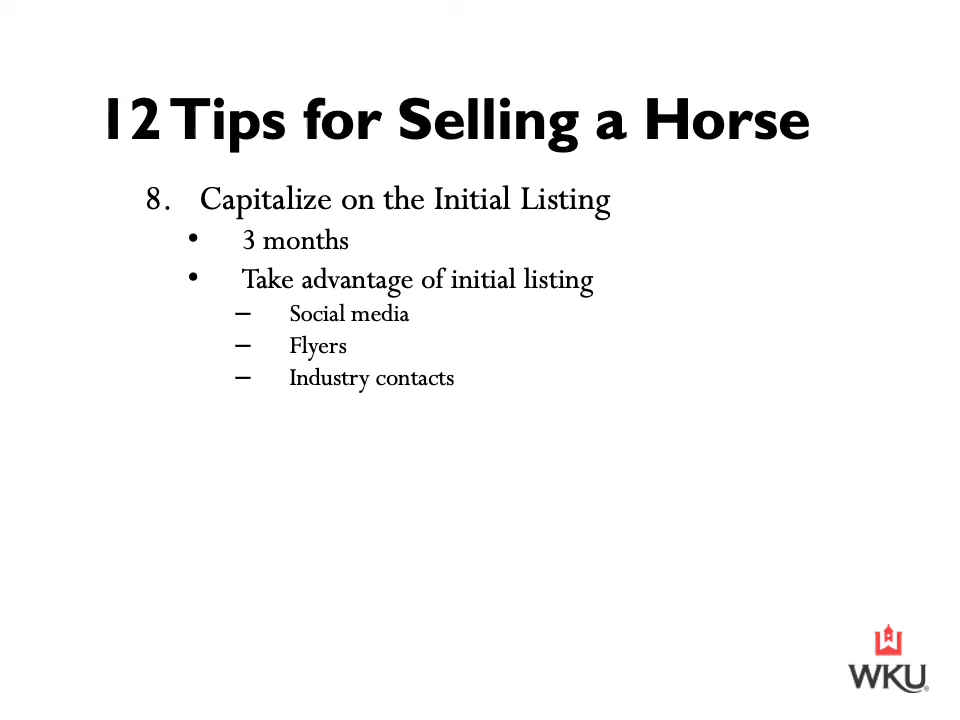 12 Tips for Selling a Horse
8. Capitalize on the Initial Listing
• 3 months
• Take advantage of initial listing
– Social media
– Flyers
– Industry contacts
WKU®